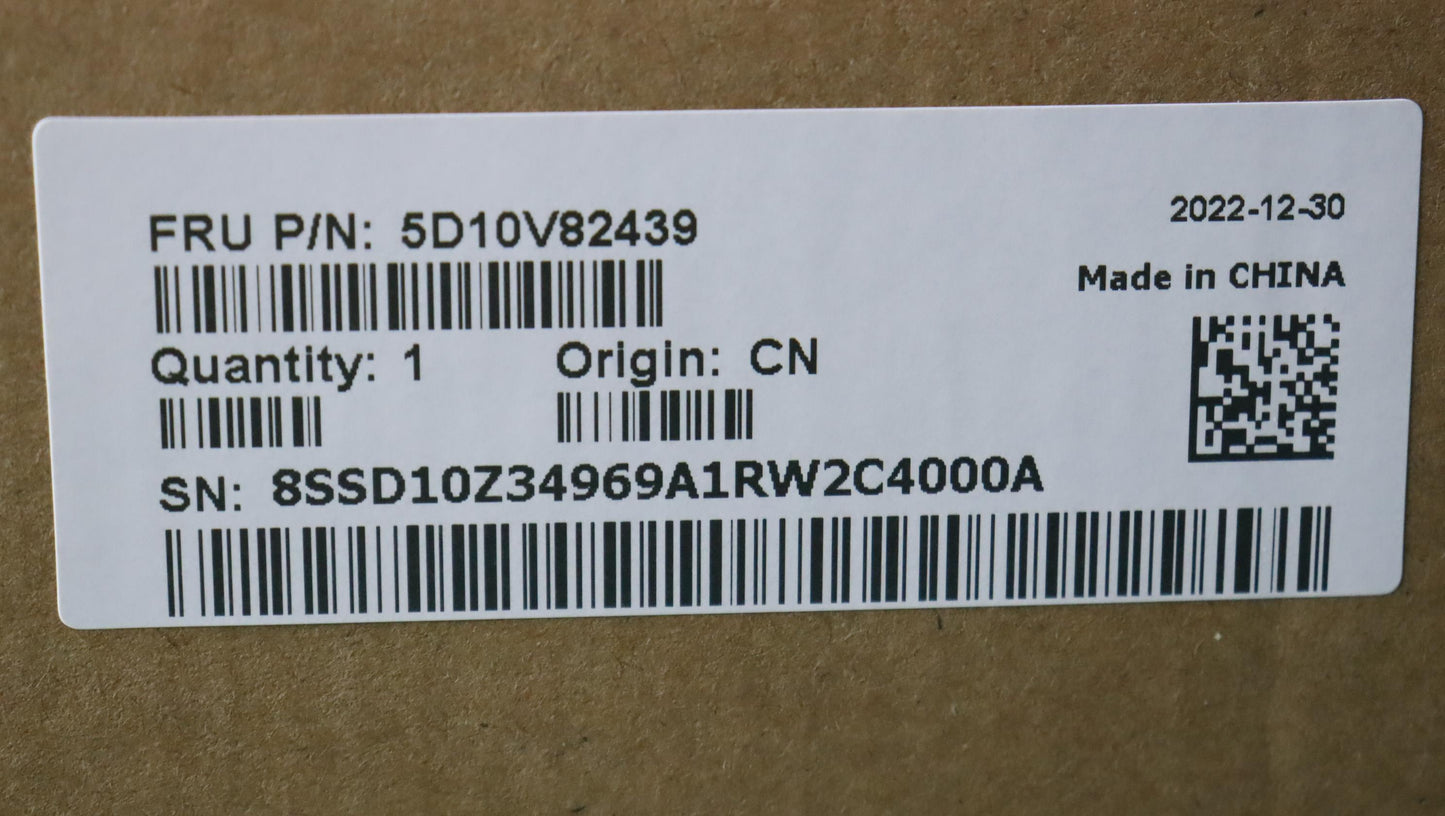 FRU P/N: 5D10V82439
2022-12-30
Made in CHINA
Quantity: 1
Origin: CN
SN: 8SSD10Z34969A1RW2C4000A